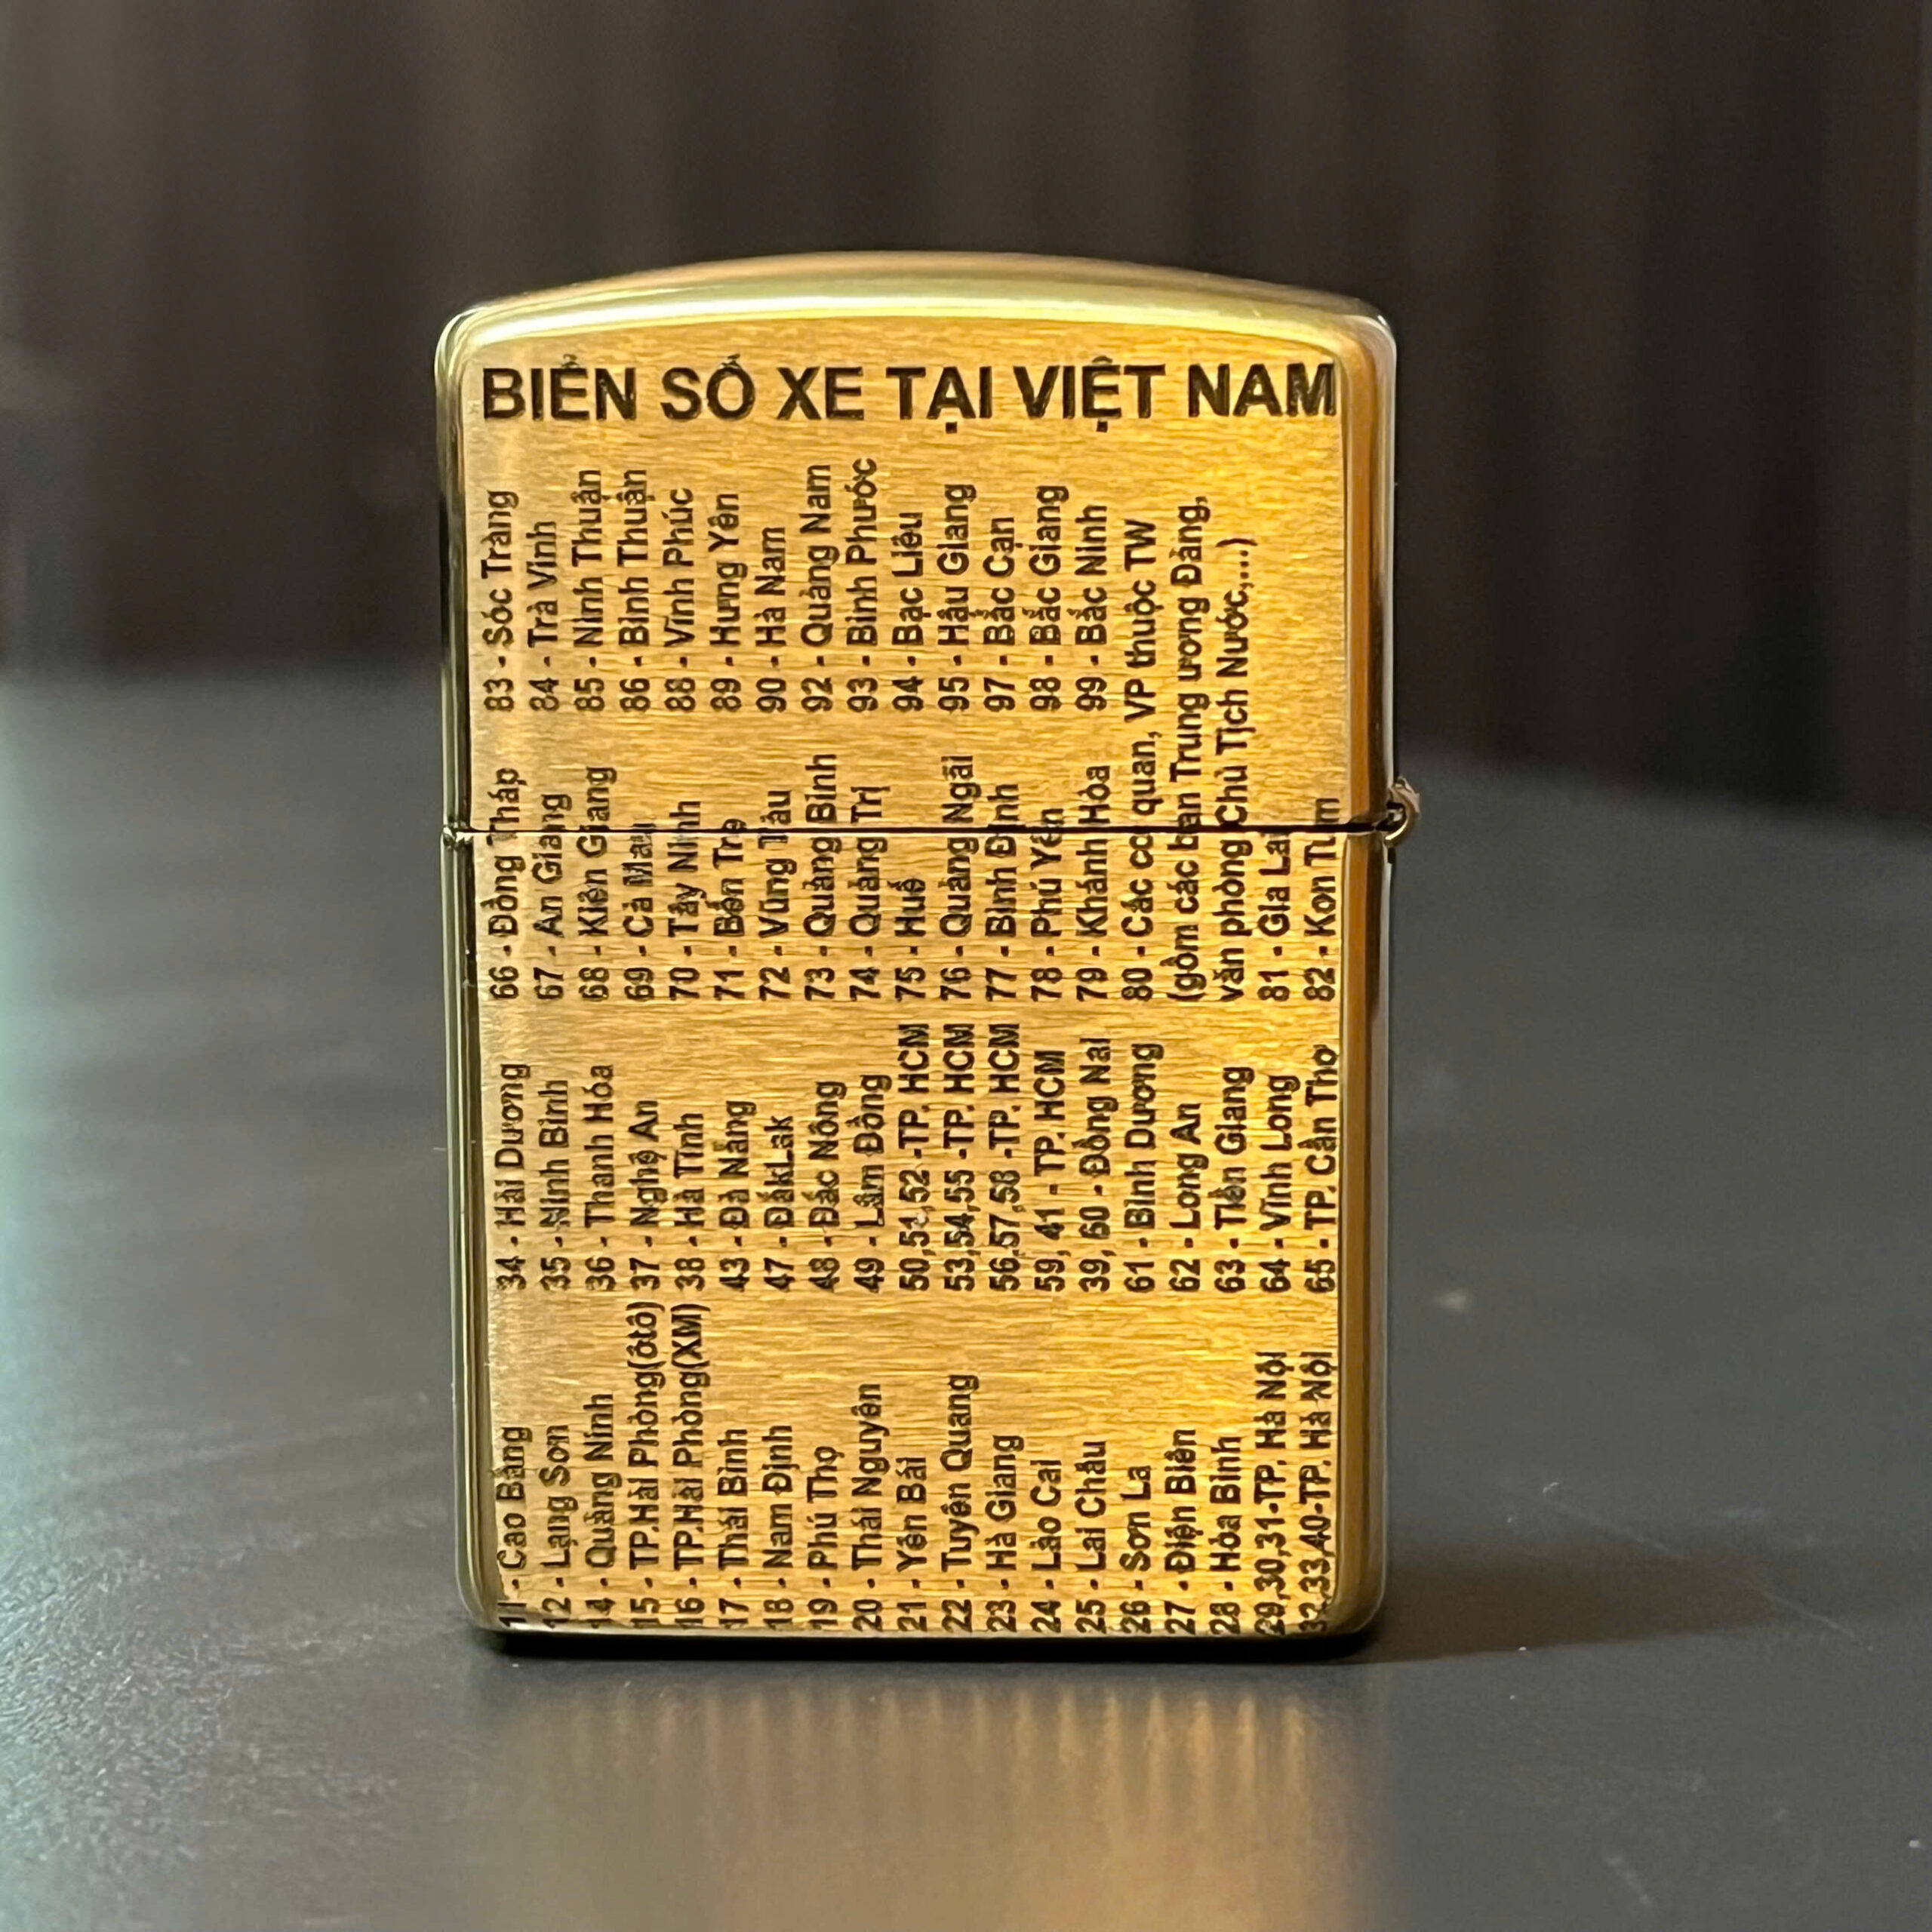 BIỂN SỐ XE TẠI VIỆT NAM
11 - Cao Bằng
12 - Lạng Sơn
14 - Quảng Ninh
15 - TP.Hải Phòng(ôtô)
16 - TP.Hải Phòng(XM)
17 - Thái Bình
18 - Nam Định
19 - Phú Thọ
20 - Thái Nguyên
21 - Yên Bái
22 - Tuyên Quang
23 - Hà Giang
24 - Lào Cai
25 - Lai Châu
26 - Sơn La
27 - Điện Biên
28 - Hòa Bình
29,30,31-TP. Hà Nội
32,33,40-TP. Hà Nội
34 - Hải Dương
35 - Ninh Bình
36 - Thanh Hóa
37 - Nghệ An
38 - Hà Tĩnh
43 - Đà Nẵng
47 - ĐắkLak
48 - Đắc Nông
49 - Lâm Đồng
50,51,52 -TP. HCM
53,54,55 -TP. HCM
56,57,58 -TP. HCM
59, 41 - TP. HCM
39, 60 - Đồng Nai
61 - Bình Dương
62 - Long An
63 - Tiền Giang
64 - Vĩnh Long
65 - TP. Cần Thơ
66 - Đồng Tháp
67 - An Giang
68 - Kiên Giang
69 - Cà Mau
70 - Tây Ninh
71 - Bến Tre
72 - Vũng Tàu
73 - Quảng Bình
74 - Quảng Trị
75 - Huế
76 - Quảng Ngãi
77 - Bình Định
78 - Phú Yên
79 - Khánh Hòa
80 - Các cơ quan, VP thuộc TW
(gồm các ban Trung ương Đảng,
văn phòng Chủ Tịch Nước,...)
81 - Gia Lai
82 - Kon Tum
83 - Sóc Trăng
84 - Trà Vinh
85 - Ninh Thuận
86 - Bình Thuận
88 - Vĩnh Phúc
89 - Hưng Yên
90 - Hà Nam
92 - Quảng Nam
93 - Bình Phước
94 - Bạc Liêu
95 - Hậu Giang
97 - Bắc Cạn
98 - Bắc Giang
99 - Bắc Ninh